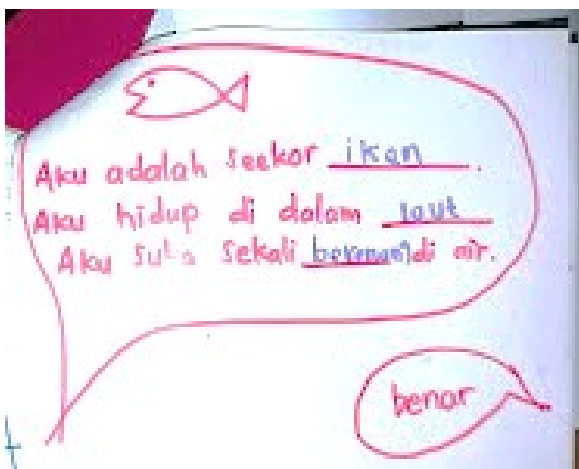 Aku adalah seekor ikan.
Aku hidup di dalam laut
Aku suka sekali berenang di air.
benar